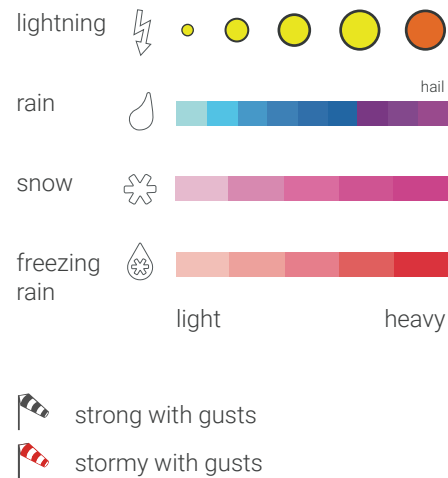 lightning
hail
rain
snow
freezing
rain
light heavy
strong with gusts
stormy with gusts